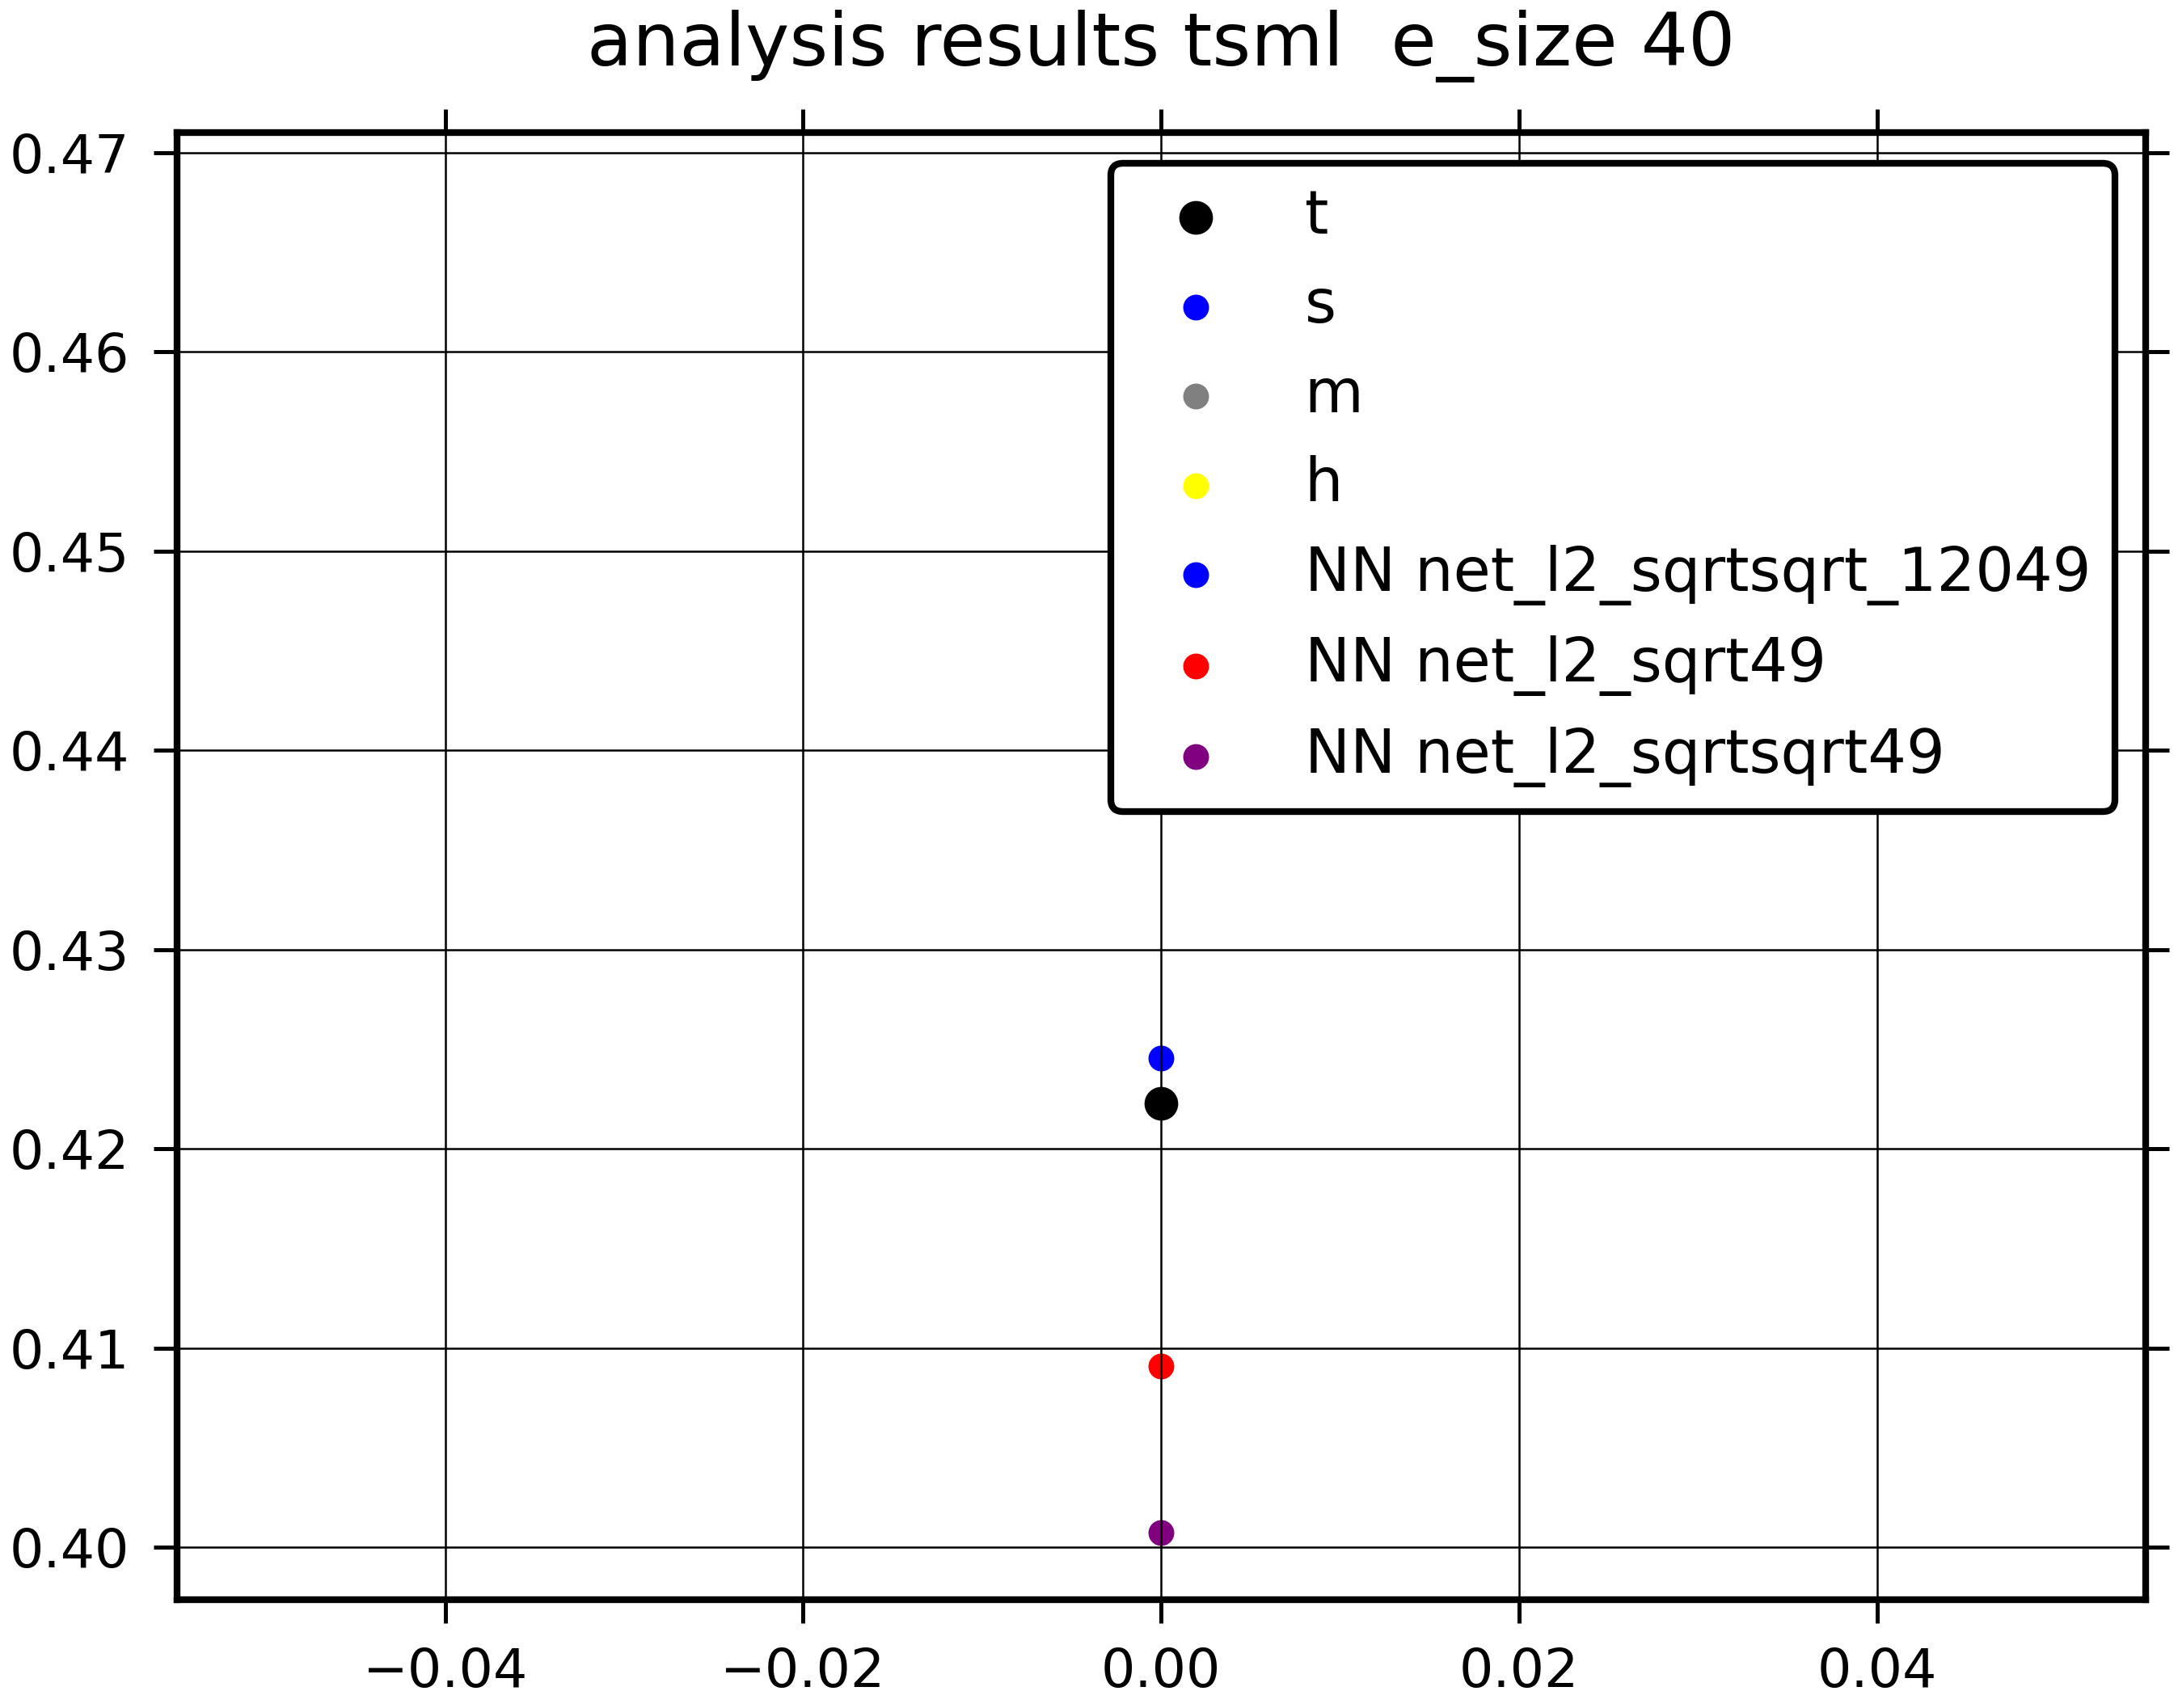 analysis results tsml  e_size 40
0.47
0.46
0.45
0.44
0.43
0.42
0.41
0.40
t
s
m
h
NN net_l2_sqrtsqrt_12049
NN net_l2_sqrt49
NN net_l2_sqrtsqrt49
−0.04 −0.02 0.00 0.02 0.04